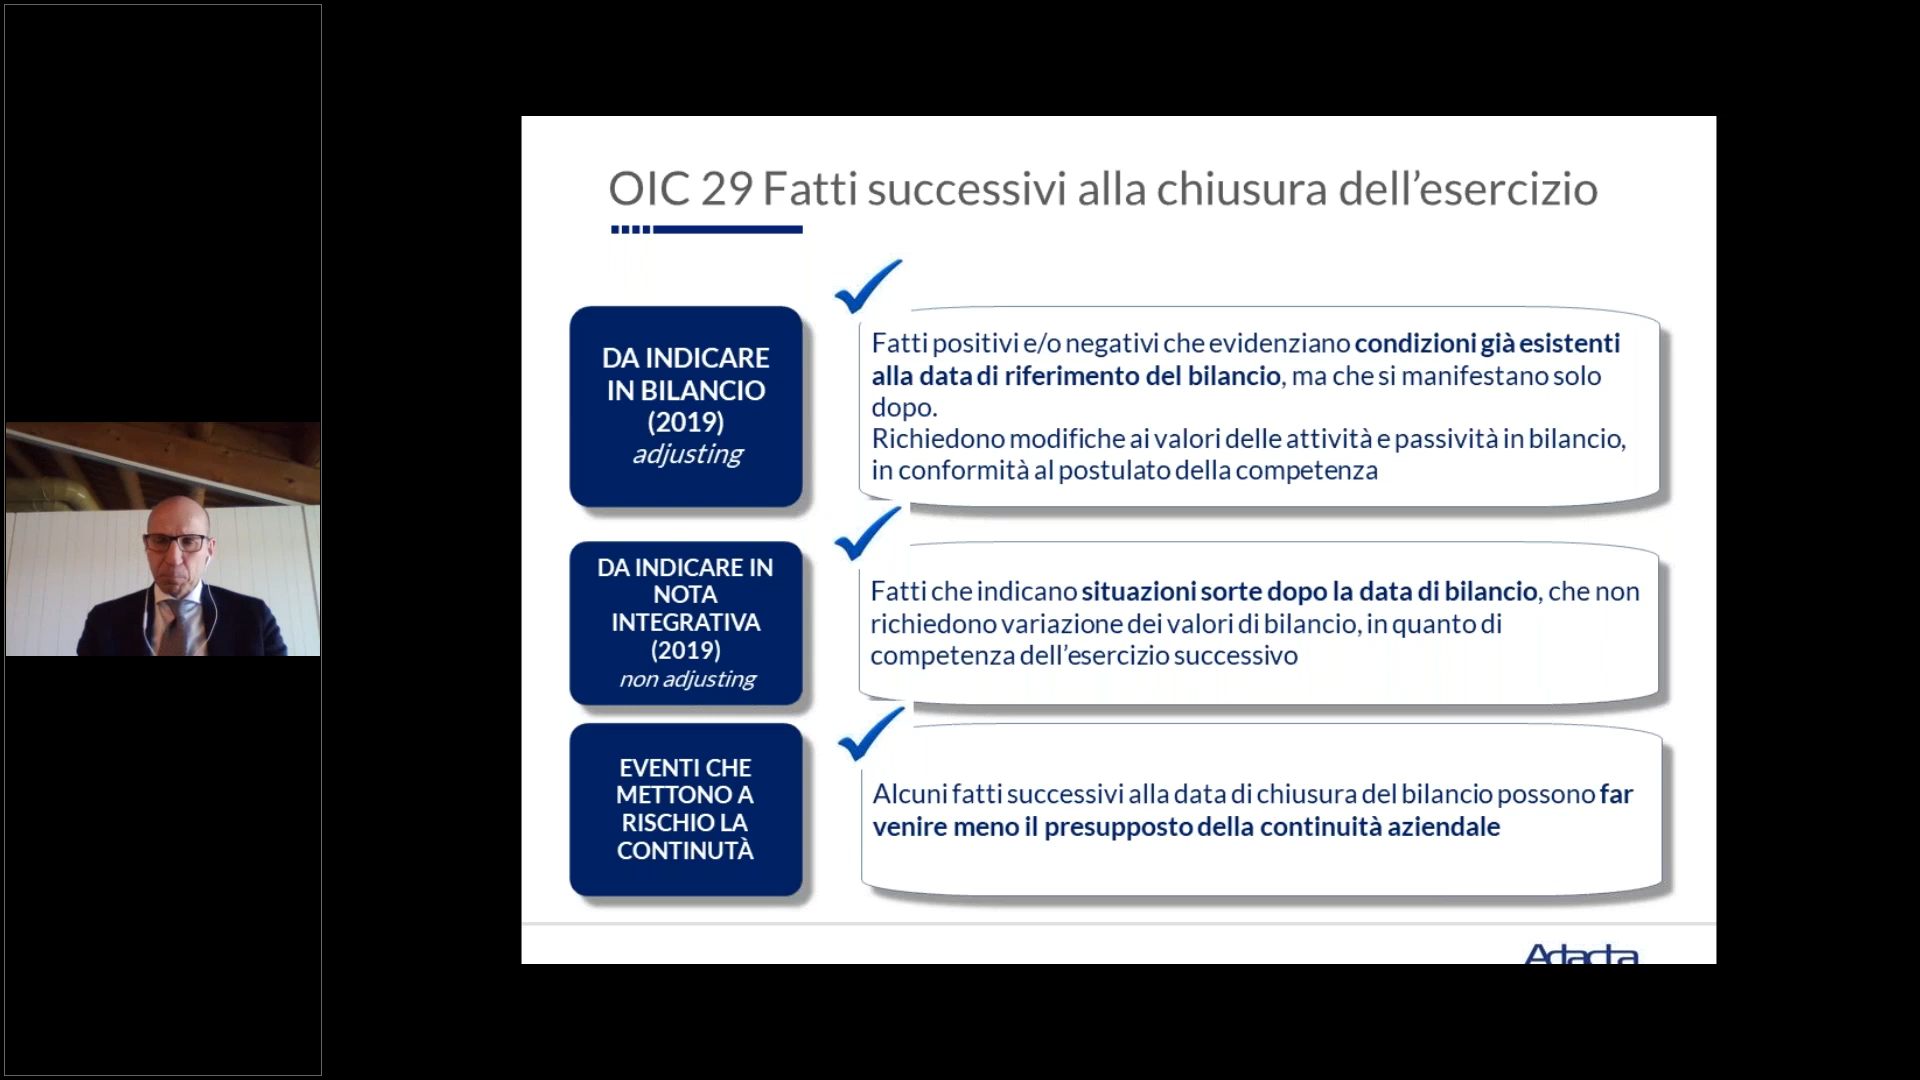 OIC 29 Fatti successivi alla chiusura dell’esercizio
DA INDICARE
IN BILANCIO
(2019)
adjusting
Fatti positivi e/o negativi che evidenziano condizioni già esistenti
alla data di riferimento del bilancio, ma che si manifestano solo
dopo.
Richiedono modifiche ai valori delle attività e passività in bilancio,
in conformità al postulato della competenza
DA INDICARE IN
NOTA
INTEGRATIVA
(2019)
non adjusting
Fatti che indicano situazioni sorte dopo la data di bilancio, che non
richiedono variazione dei valori di bilancio, in quanto di
competenza dell’esercizio successivo
EVENTI CHE
METTONO A
RISCHIO LA
CONTINUTÀ
Alcuni fatti successivi alla data di chiusura del bilancio possono far
venire meno il presupposto della continuità aziendale
Adacta